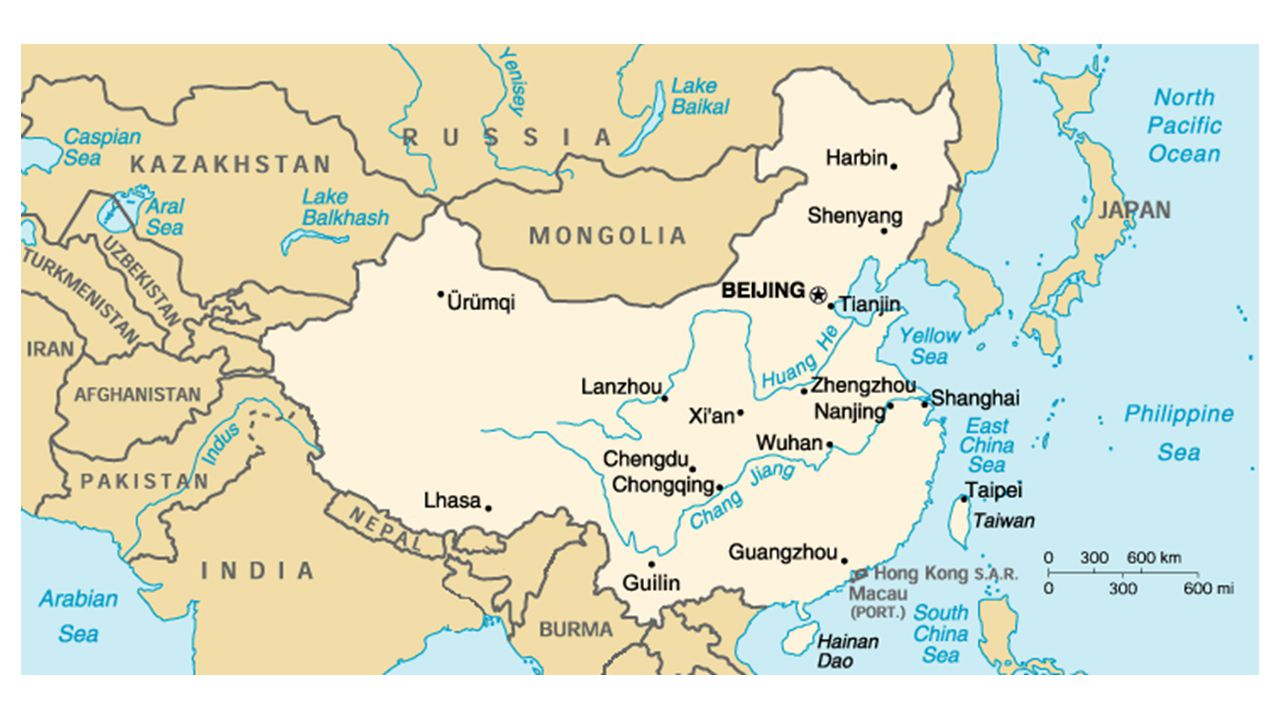 Yenisey
Lake
Baikal
North
Pacific
Ocean
Caspian
Sea
RUSSIA
KAZAKHSTAN
Harbin
Lake
Balkhash
Aral
Sea
Shenyang
JAPAN
MONGOLIA
UZBEKISTAN
TURKMENISTAN
BEIJING
Ürümqi
Tianjin
IRAN
Yellow
Sea
Huang He
AFGHANISTAN
Lanzhou
Zhengzhou
Shanghai
Xi'an
Nanjing
Philippine
Sea
East
China
Sea
Indus
Wuhan
Chengdu
Chongqing
Chang Jiang
PAKISTAN
Lhasa
Taipei
Taiwan
NEPAL
Guangzhou
0 300 600 km
0 300 600 mi
INDIA
Guilin
Hong Kong S.A.R.
Macau
(PORT.)
Arabian
Sea
South
China
Sea
BURMA
Hainan
Dao